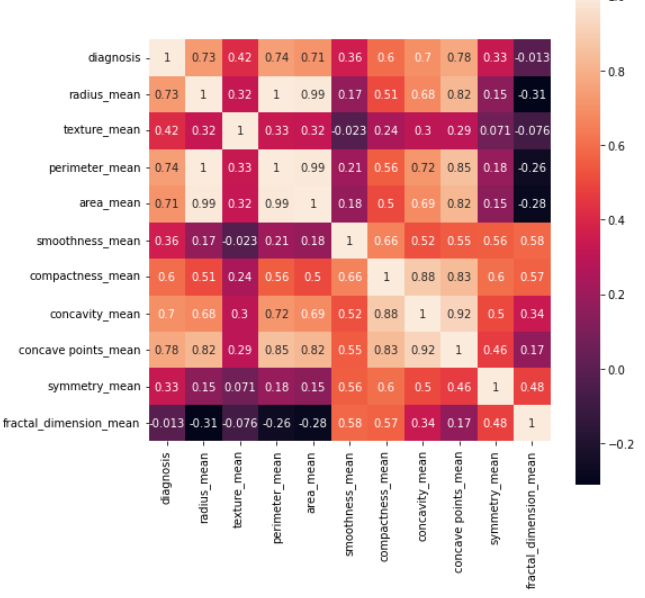 1.0
diagnosis 1 0.73 0.42 0.74 0.71 0.36 0.6 0.7 0.78 0.33 -0.013
0.8
radius_mean 0.73 1 0.32 1 0.99 0.17 0.51 0.68 0.82 0.15 -0.31
texture_mean 0.42 0.32 1 0.33 0.32 -0.023 0.24 0.3 0.29 0.071 -0.076
0.6
perimeter_mean 0.74 1 0.33 1 0.99 0.21 0.56 0.72 0.85 0.18 -0.26
area_mean 0.71 0.99 0.32 0.99 1 0.18 0.5 0.69 0.82 0.15 -0.28
0.4
smoothness_mean 0.36 0.17 -0.023 0.21 0.18 1 0.66 0.52 0.55 0.56 0.58
compactness_mean 0.6 0.51 0.24 0.56 0.5 0.66 1 0.88 0.83 0.6 0.57
0.2
concavity_mean 0.7 0.68 0.3 0.72 0.69 0.52 0.88 1 0.92 0.5 0.34
concave points_mean 0.78 0.82 0.29 0.85 0.82 0.55 0.83 0.92 1 0.46 0.17
0.0
symmetry_mean 0.33 0.15 0.071 0.18 0.15 0.56 0.6 0.5 0.46 1 0.48
fractal_dimension_mean -0.013 -0.31 -0.076 -0.26 -0.28 0.58 0.57 0.34 0.17 0.48 1
−0.2
diagnosis
radius_mean
texture_mean
perimeter_mean
area_mean
smoothness_mean
compactness_mean
concavity_mean
concave points_mean
symmetry_mean
fractal_dimension_mean